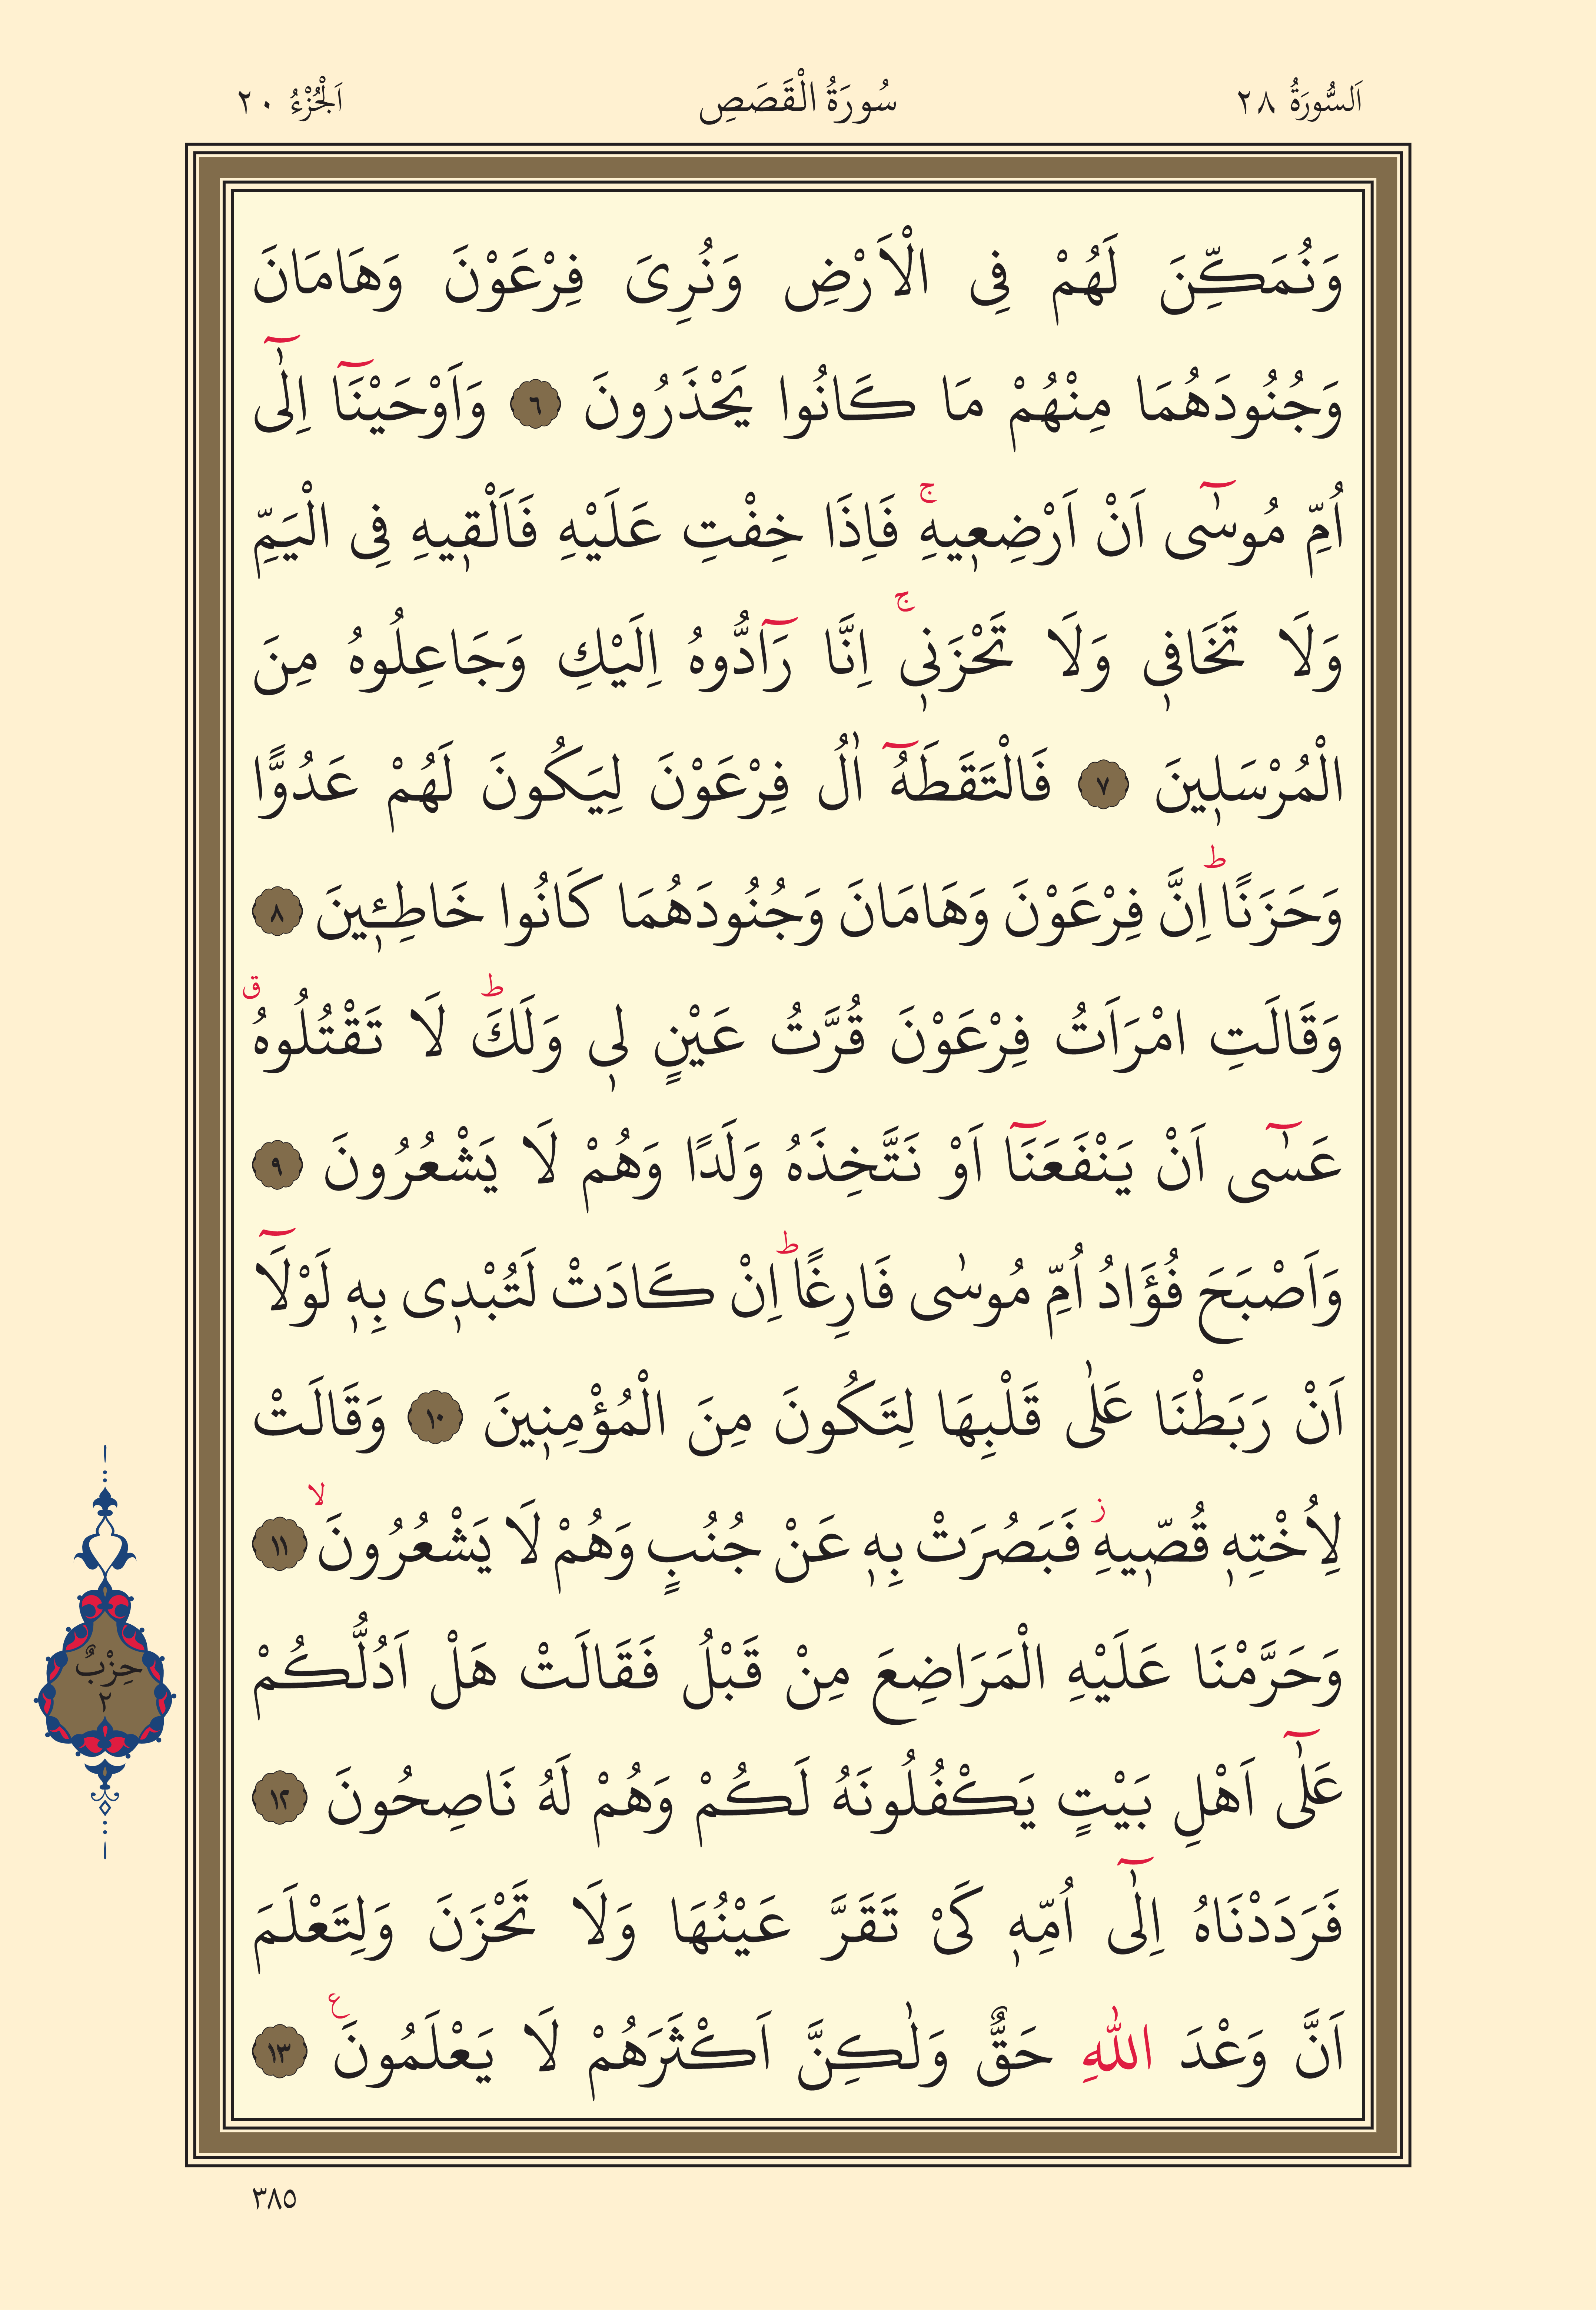 اَلسُّورَةُ ٢٨ سُورَةُ الْقَصَصِ اَلْجُزْءُ ٢٠
وَنُمَكِّنَ لَهُمْ فِى الْاَرْضِ وَنُرِىَ فِرْعَوْنَ وَهَامَانَ
وَجُنُودَهُمَا مِنْهُمْ مَا كَانُوا يَحْذَرُونَ ٦ وَاَوْحَيْنَٓا اِلٰٓى
اُمِّ مُوسٰٓى اَنْ اَرْضِعٖيهِۚ فَاِذَا خِفْتِ عَلَيْهِ فَاَلْقٖيهِ فِى الْيَمِّ
وَلَا تَخَافٖى وَلَا تَحْزَنٖىۚ اِنَّا رَٓادُّوهُ اِلَيْكِ وَجَاعِلُوهُ مِنَ
الْمُرْسَلٖينَ ٧ فَالْتَقَطَهُٓ اٰلُ فِرْعَوْنَ لِيَكُونَ لَهُمْ عَدُوًّا
وَحَزَنًاؕ اِنَّ فِرْعَوْنَ وَهَامَانَ وَجُنُودَهُمَا كَانُوا خَاطِـٖٔينَ ٨
وَقَالَتِ امْرَاَتُ فِرْعَوْنَ قُرَّتُ عَيْنٍ لٖى وَلَكَؕ لَا تَقْتُلُوهُࣗ
عَسٰٓى اَنْ يَنْفَعَنَٓا اَوْ نَتَّخِذَهُ وَلَدًا وَهُمْ لَا يَشْعُرُونَ ٩
وَاَصْبَحَ فُؤَادُ اُمِّ مُوسٰى فَارِغًاؕ اِنْ كَادَتْ لَتُبْدٖى بِهٖ لَوْلَٓا
اَنْ رَبَطْنَا عَلٰى قَلْبِهَا لِتَكُونَ مِنَ الْمُؤْمِنٖينَ ١٠ وَقَالَتْ
لِاُخْتِهٖ قُصّٖيهِؗ فَبَصُرَتْ بِهٖ عَنْ جُنُبٍ وَهُمْ لَا يَشْعُرُونَۙ ١١
وَحَرَّمْنَا عَلَيْهِ الْمَرَاضِعَ مِنْ قَبْلُ فَقَالَتْ هَلْ اَدُلُّكُمْ
عَلٰٓى اَهْلِ بَيْتٍ يَكْفُلُونَهُ لَكُمْ وَهُمْ لَهُ نَاصِحُونَ ١٢
فَرَدَدْنَاهُ اِلٰٓى اُمِّهٖ كَىْ تَقَرَّ عَيْنُهَا وَلَا تَحْزَنَ وَلِتَعْلَمَ
اَنَّ وَعْدَ اللّٰهِ حَقٌّ وَلٰكِنَّ اَكْثَرَهُمْ لَا يَعْلَمُونَࣖ ١٣
حِزْبٌ
٢
٣٨٥